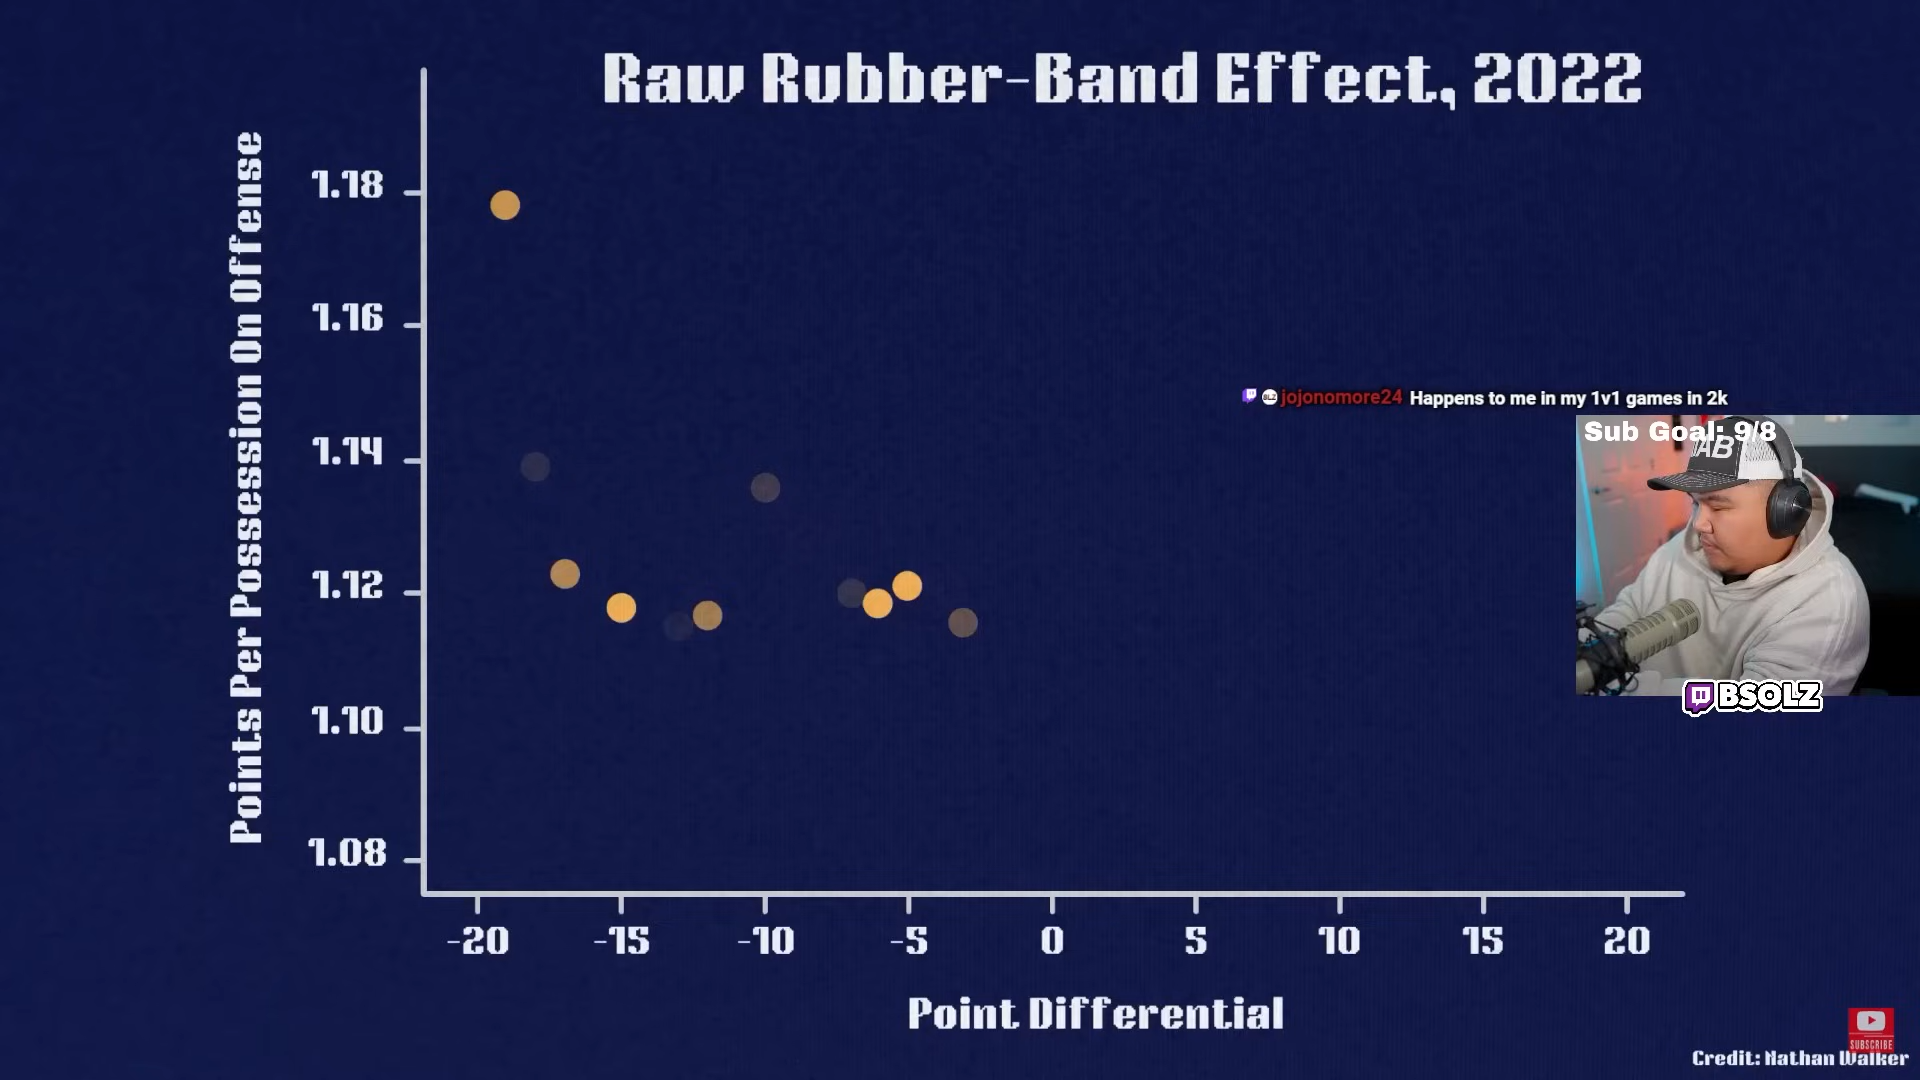 Raw Rubber-Band Effect, 2022
Points Per Possession On Offense
1.18
1.16
1.14
1.12
1.10
1.08
-20 -15 -10 -5 0 5 10 15 20
Point Differential
jojonomore24 Happens to me in my 1v1 games in 2k
Sub Goal: 9/8
AB
BSOLZ
SUBSCRIBE
Credit: Nathan Walker